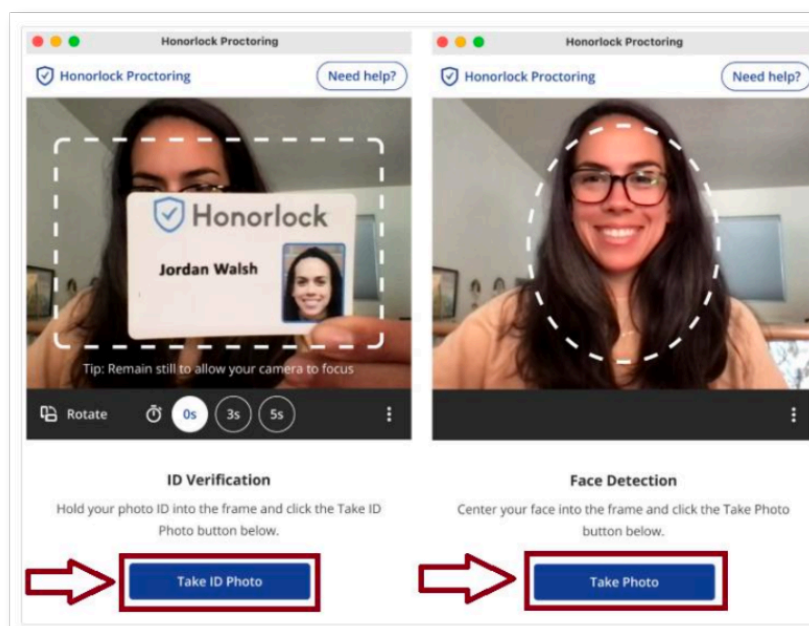 Honorlock Proctoring
Honorlock Proctoring
Need help?
Honorlock
Jordan Walsh
Tip: Remain still to allow your camera to focus
Rotate
0s
3s
5s
ID Verification
Hold your photo ID into the frame and click the Take ID
Photo button below.
Take ID Photo
Honorlock Proctoring
Honorlock Proctoring
Need help?
Face Detection
Center your face into the frame and click the Take Photo
button below.
Take Photo